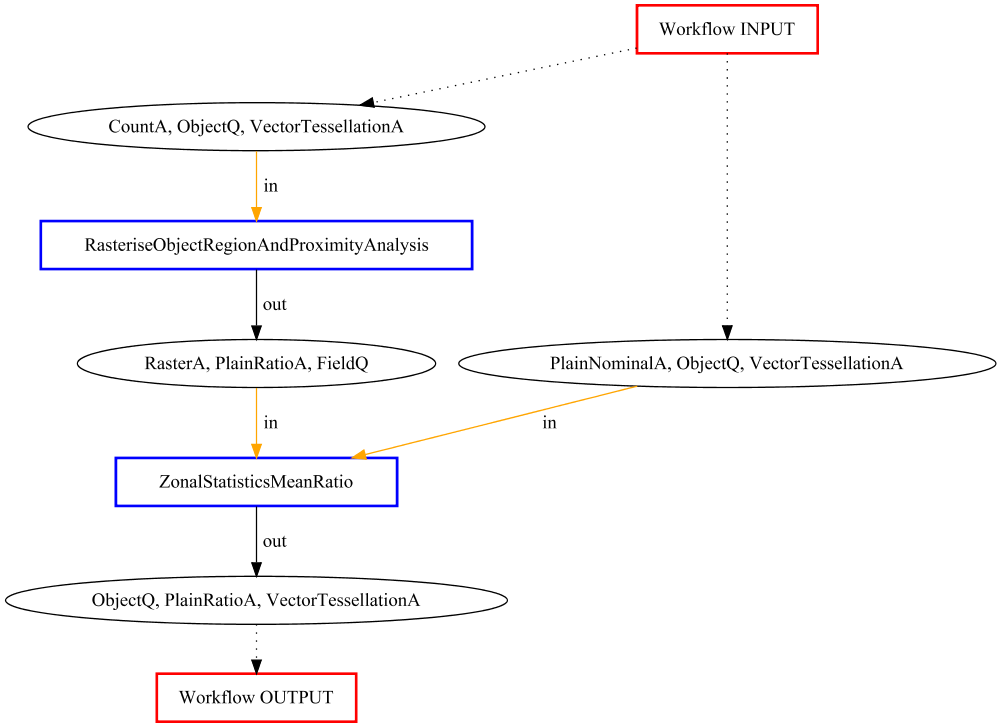 Workflow INPUT
CountA, ObjectQ, VectorTessellationA
in
RasteriseObjectRegionAndProximityAnalysis
out
RasterA, PlainRatioA, FieldQ
PlainNominalA, ObjectQ, VectorTessellationA
in
in
ZonalStatisticsMeanRatio
out
ObjectQ, PlainRatioA, VectorTessellationA
Workflow OUTPUT